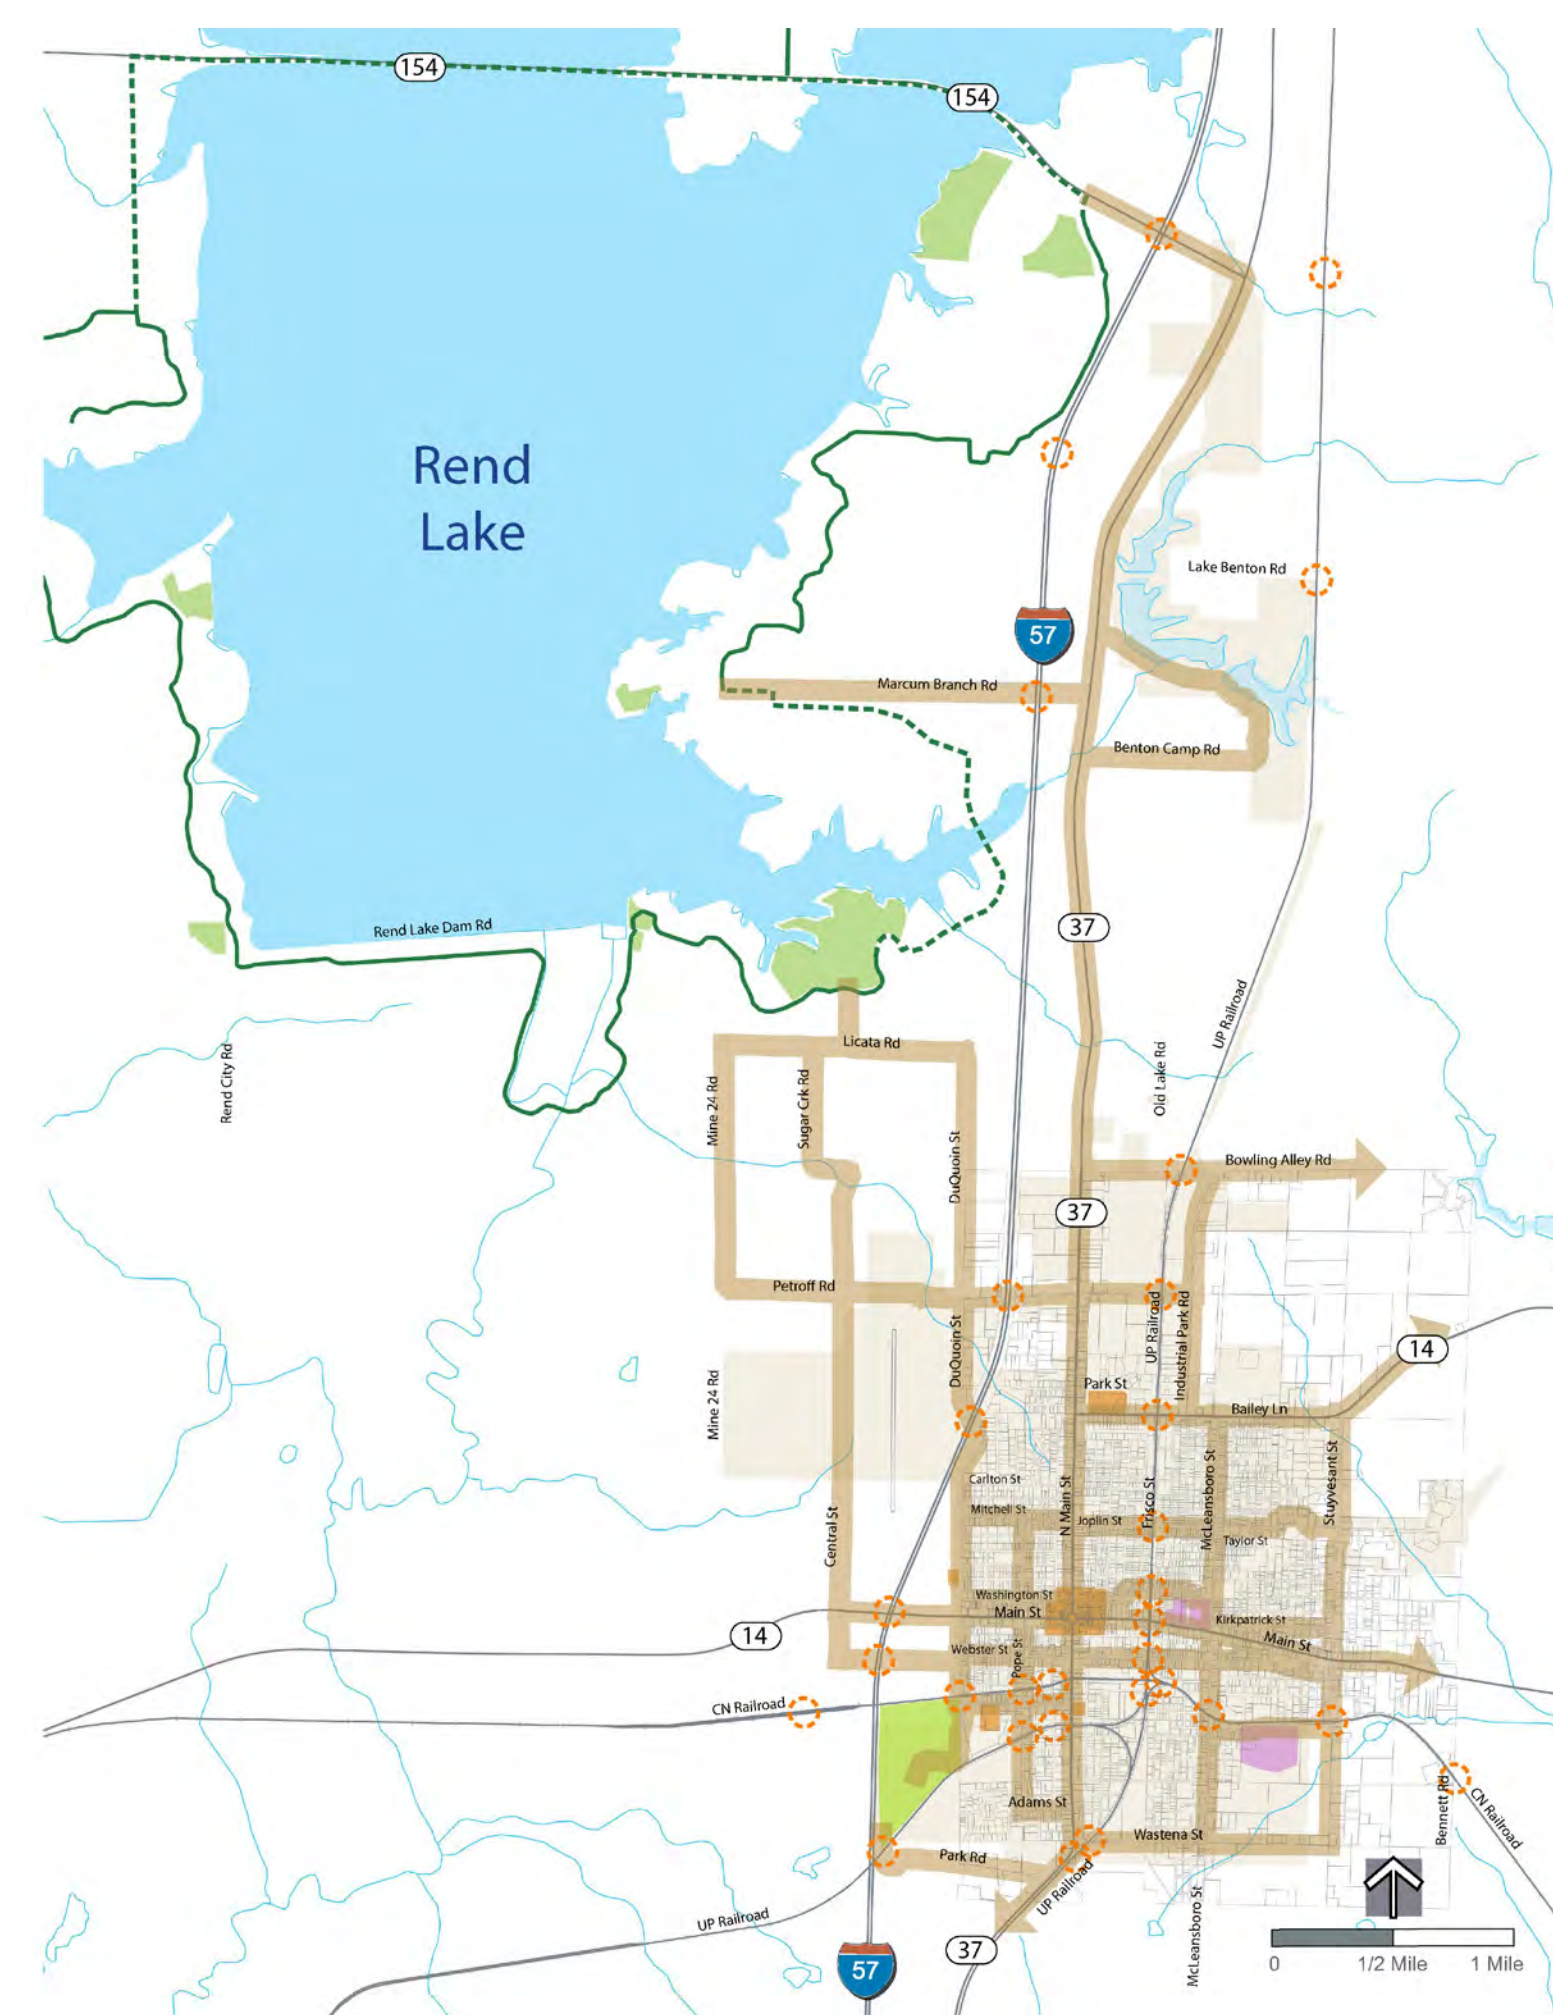 154
154
Rend
Lake
Lake Benton Rd
57
Marcum Branch Rd
Benton Camp Rd
37
Rend Lake Dam Rd
UP Railroad
Licata Rd
Rend City Rd
Mine 24 Rd
Sugar Crk Rd
Old Lake Rd
DuQuoin St
Bowling Alley Rd
37
Petroff Rd
DuQuoin St
UP Railroad
Industrial Park Rd
14
Mine 24 Rd
Park St
Bailey Ln
Carlton St
Mitchell St
N Main St
Joplin St
Frisco St
McLeansboro St
Stuyvesant St
Taylor St
Central St
Washington St
Main St
Kirkpatrick St
14
Webster St
Pope St
Main St
CN Railroad
Adams St
Wastena St
Park Rd
Bennett Rd
CN Railroad
UP Railroad
UP Railroad
McLeansboro St
57
37
0
1/2 Mile
1 Mile